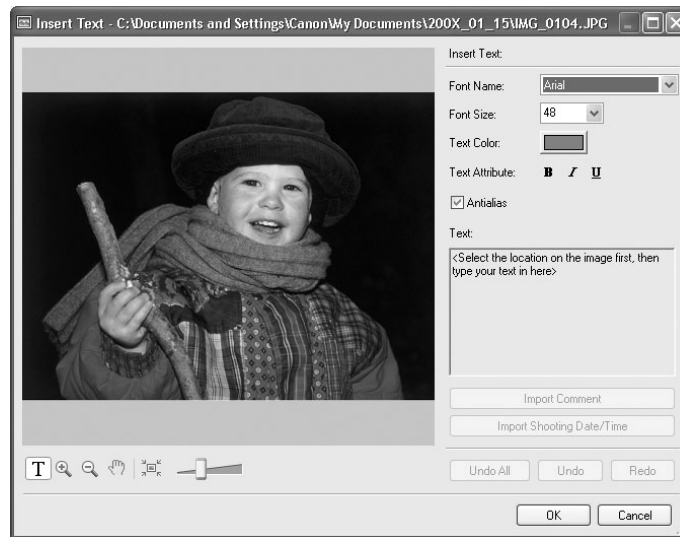 Insert Text - C:\Documents and Settings\Canon\My Documents\200X_01_15\IMG_0104.JPG
Insert Text:
Font Name: Arial
Font Size: 48
Text Color:
Text Attribute: B I U
Antialias
Text:
<Select the location on the image first, then
type your text in here>
Import Comment
Import Shooting Date/Time
T
Undo All Undo Redo
OK Cancel